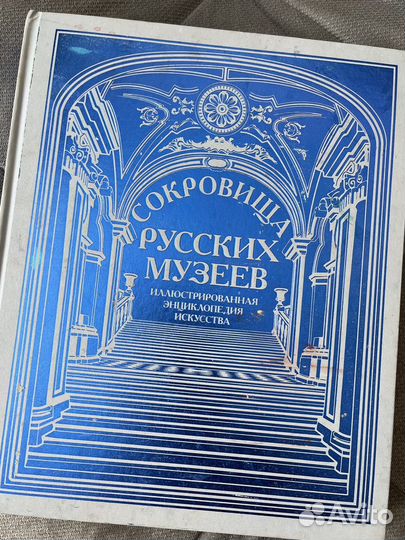 СОКРОВИЩА
РУССКИХ
МУЗЕЕВ
ИЛЛЮСТРИРОВАННАЯ
ЭНЦИКЛОПЕДИЯ
ИСКУССТВА
Avito